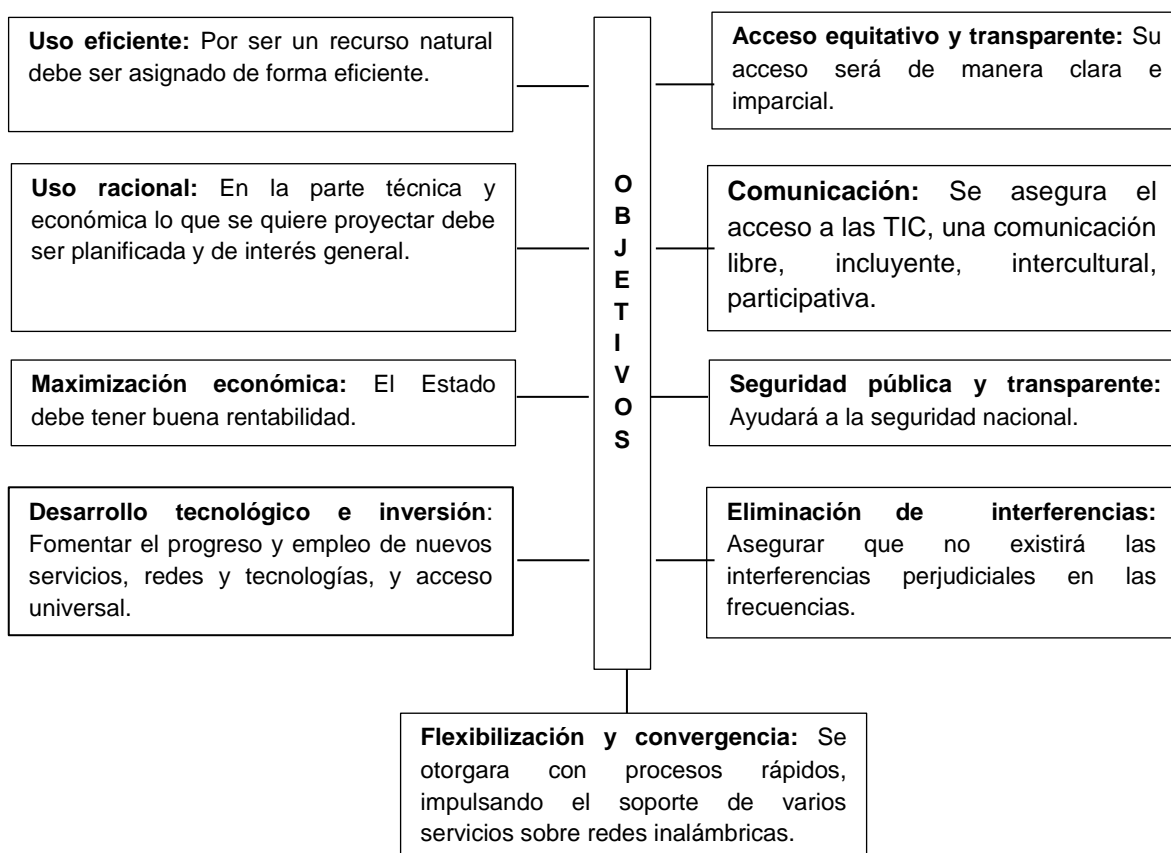 Uso eficiente: Por ser un recurso natural
debe ser asignado de forma eficiente.
Uso racional: En la parte técnica y
económica lo que se quiere proyectar debe
ser planificada y de interés general.
Maximización económica: El Estado
debe tener buena rentabilidad.
Desarrollo tecnológico e inversión:
Fomentar el progreso y empleo de nuevos
servicios, redes y tecnologías, y acceso
universal.
O
B
J
E
T
I
V
O
S
Acceso equitativo y transparente: Su
acceso será de manera clara e
imparcial.
Comunicación: Se asegura el
acceso a las TIC, una comunicación
libre, incluyente, intercultural,
participativa.
Seguridad pública y transparente:
Ayudará a la seguridad nacional.
Eliminación de interferencias:
Asegurar que no existirá las
interferencias perjudiciales en las
frecuencias.
Flexibilización y convergencia: Se
otorgara con procesos rápidos,
impulsando el soporte de varios
servicios sobre redes inalámbricas.